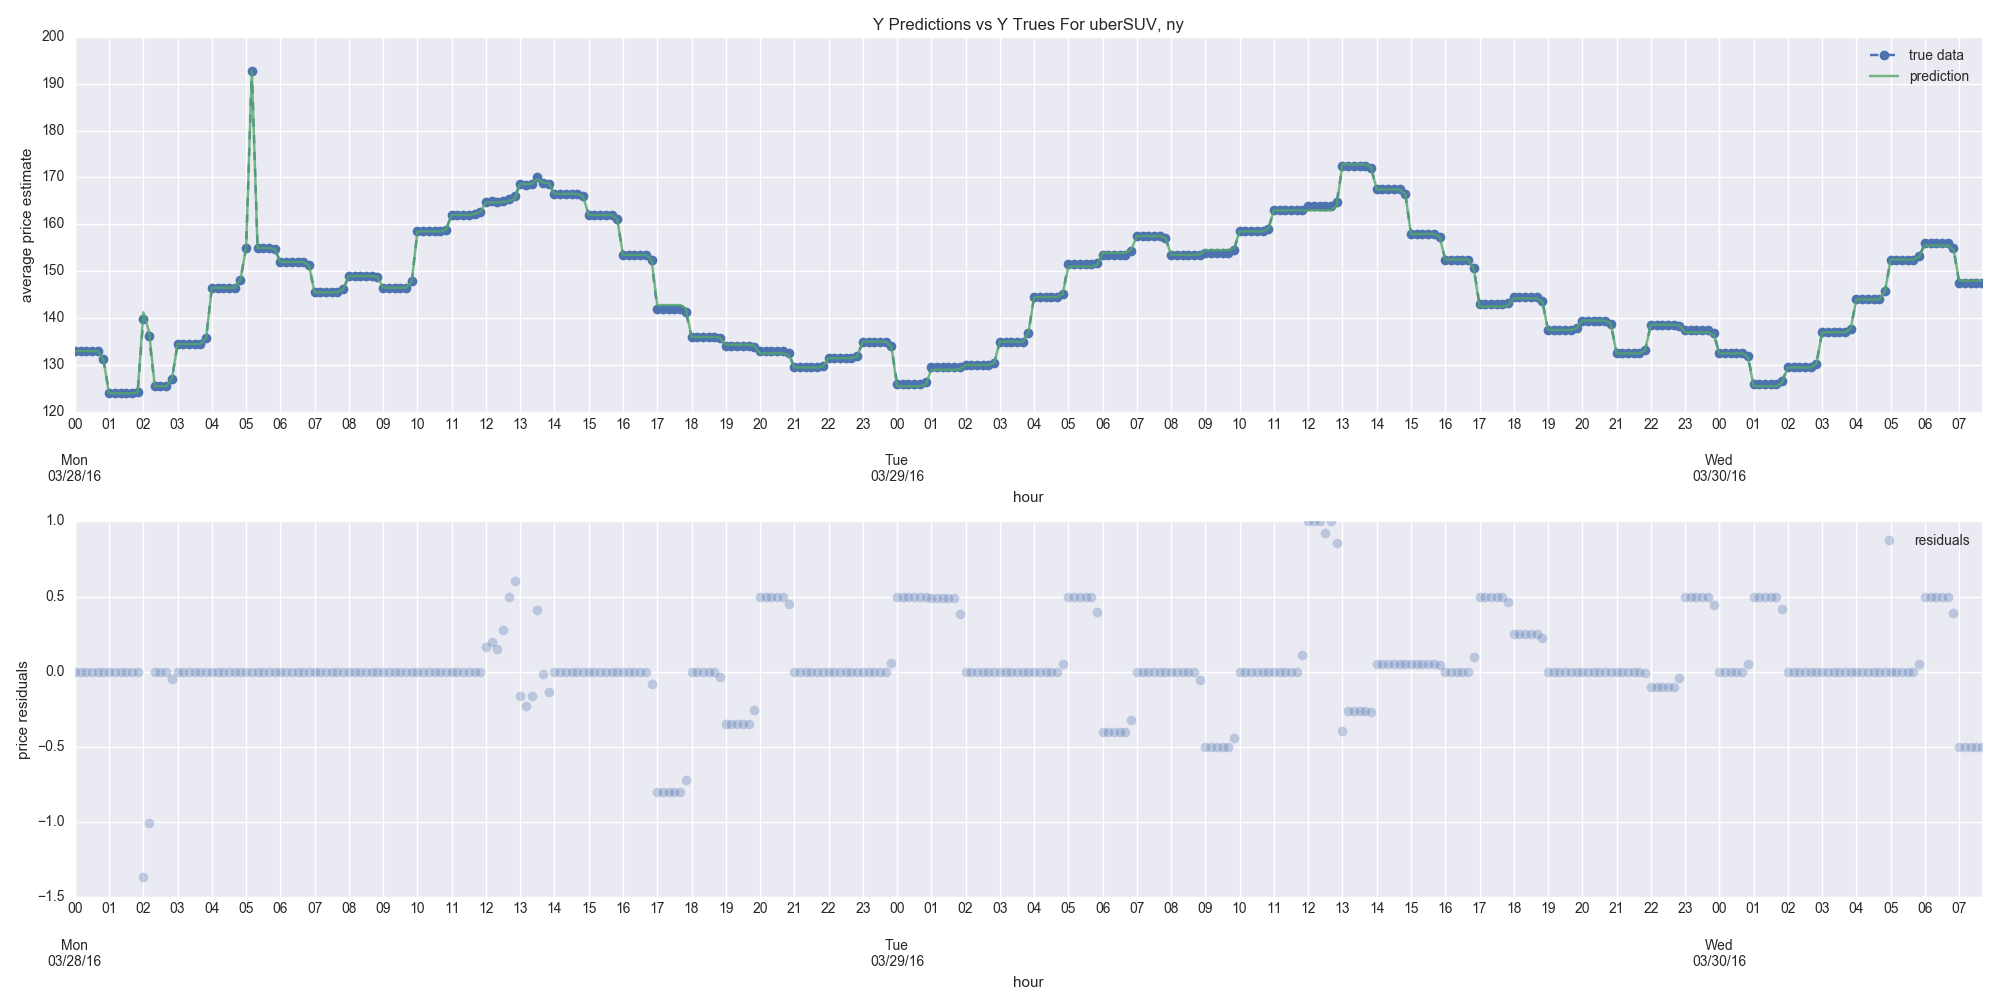 Y Predictions vs Y Trues For uberSUV, ny
200
190
180
170
160
150
140
130
120
average price estimate
true data
prediction
00 01 02 03 04 05 06 07 08 09 10 11 12 13 14 15 16 17 18 19 20 21 22 23 00 01 02 03 04 05 06 07 08 09 10 11 12 13 14 15 16 17 18 19 20 21 22 23 00 01 02 03 04 05 06 07
Mon Tue Wed
03/28/16 03/29/16 03/30/16
hour
1.0
0.5
0.0
−0.5
−1.0
−1.5
price residuals
residuals
00 01 02 03 04 05 06 07 08 09 10 11 12 13 14 15 16 17 18 19 20 21 22 23 00 01 02 03 04 05 06 07 08 09 10 11 12 13 14 15 16 17 18 19 20 21 22 23 00 01 02 03 04 05 06 07
Mon Tue Wed
03/28/16 03/29/16 03/30/16
hour